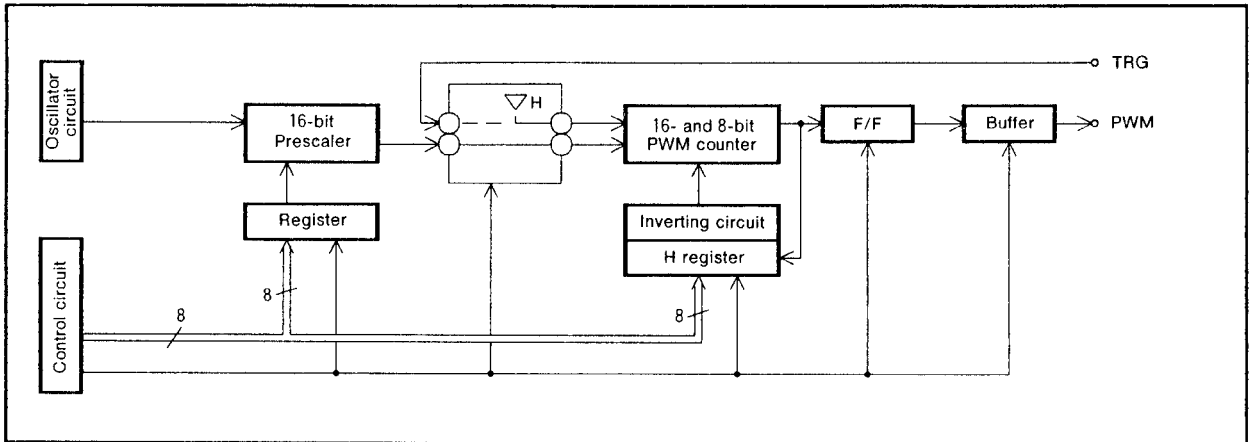 Oscillator
circuit
16-bit
Prescaler
H
16- and 8-bit
PWM counter
F/F
Buffer
TRG
PWM
Register
Inverting circuit
H register
Control circuit
8
8
8